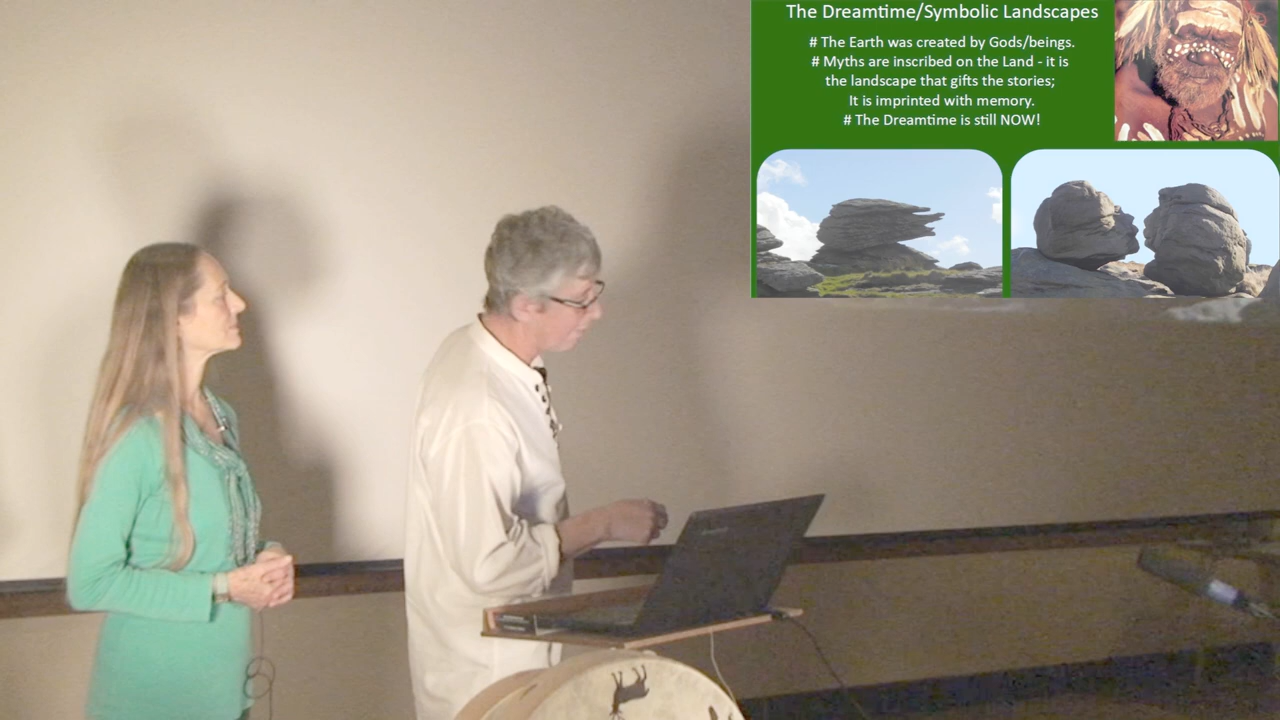 The Dreamtime/Symbolic Landscapes
# The Earth was created by Gods/beings.
# Myths are inscribed on the Land - it is
the landscape that gifts the stories;
It is imprinted with memory.
# The Dreamtime is still NOW!